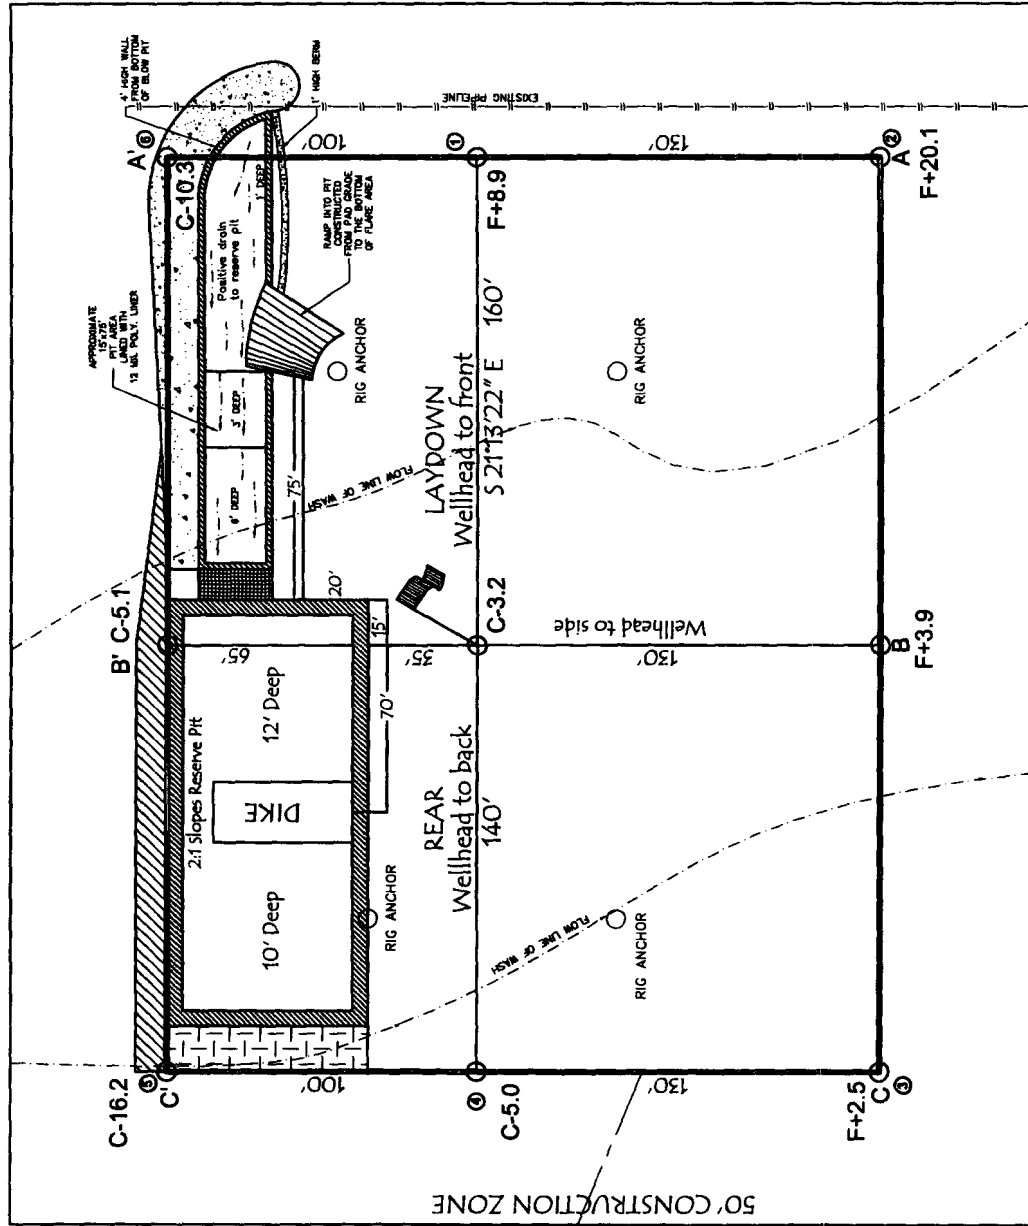 4' HIGH WALL
FROM BOTTOM
OF BLOW PIT
1' HIGH BERM
EXISTING PIPELINE
A' ⑥
C-10.3
100'
①
F+8.9
130'
A ②
F+20.1
APPROXIMATE
15'x75'
PIT AREA
LINED WITH
12 MIL POLY. LINER
Positive drain
to reserve pit
1' DEEP
3' DEEP
6' DEEP
RAMP INTO PIT
CONSTRUCTED
FROM PAD GRADE
TO THE BOTTOM
OF FLARE AREA
RIG ANCHOR
RIG ANCHOR
LAYDOWN
Wellhead to front
S 21°13'22" E 160'
FLOW LINE OF WASH
75'
20'
15'
B' C-5.1
65'
35'
C-3.2
Wellhead to side
130'
B
F+3.9
2:1 Slopes Reserve Pit
12' Deep
DIKE
10' Deep
70'
REAR
Wellhead to back
140'
RIG ANCHOR
RIG ANCHOR
FLOW LINE OF WASH
C-16.2
C' ⑤
100'
④
C-5.0
130'
C ③
F+2.5
50' CONSTRUCTION ZONE